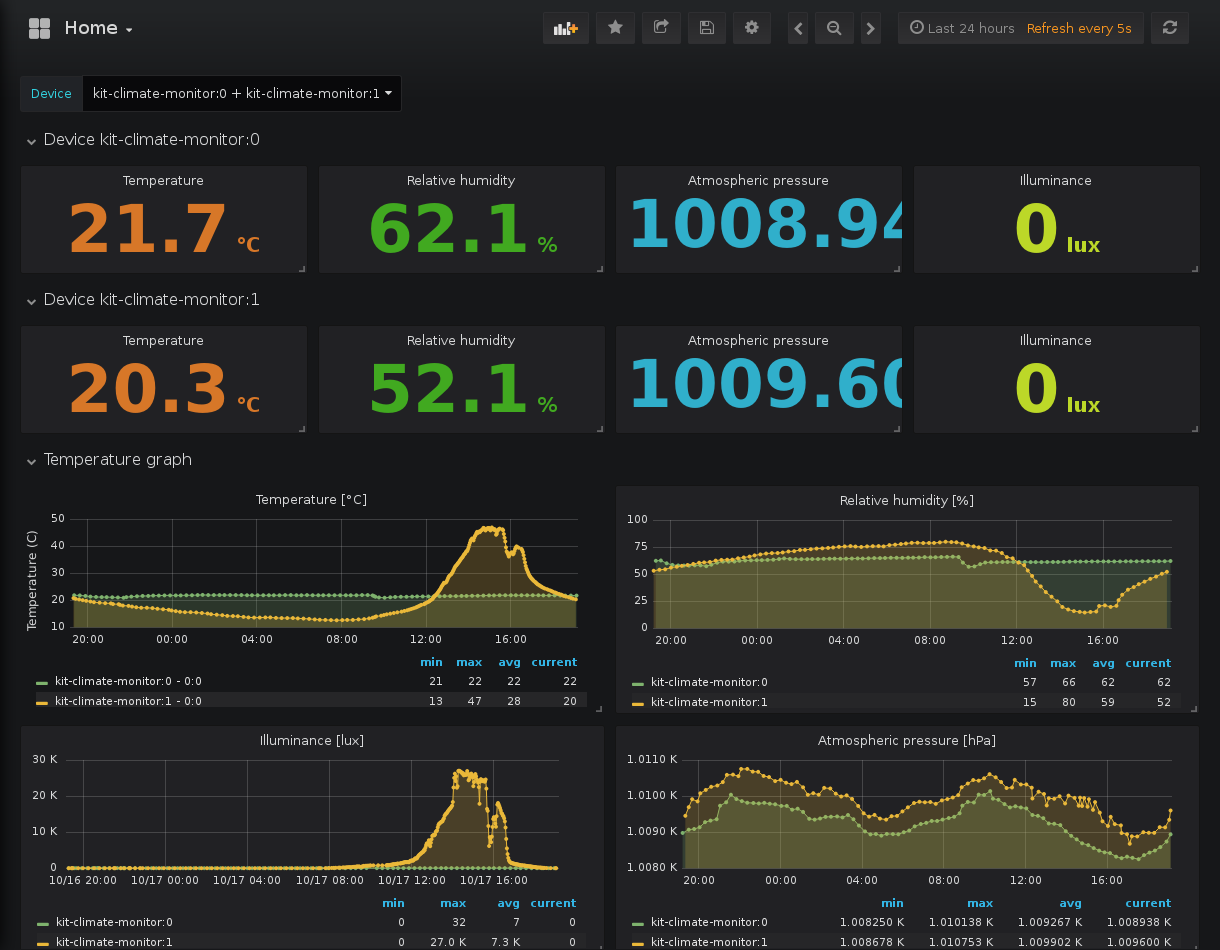 Home
Last 24 hours Refresh every 5s
Device kit-climate-monitor:0 + kit-climate-monitor:1
Device kit-climate-monitor:0
Temperature Relative humidity Atmospheric pressure Illuminance
21.7 °C 62.1 % 1008.94 0 lux
Device kit-climate-monitor:1
Temperature Relative humidity Atmospheric pressure Illuminance
20.3 °C 52.1 % 1009.60 0 lux
Temperature graph
Temperature [°C]
Temperature (C)
50
40
30
20
10
20:00 00:00 04:00 08:00 12:00 16:00
min max avg current
kit-climate-monitor:0 - 0:0 21 22 22 22
kit-climate-monitor:1 - 0:0 13 47 28 20
Relative humidity [%]
100
75
50
25
0
20:00 00:00 04:00 08:00 12:00 16:00
min max avg current
kit-climate-monitor:0 57 66 62 62
kit-climate-monitor:1 15 80 59 52
Illuminance [lux]
30 K
20 K
10 K
0
10/16 20:00 10/17 00:00 10/17 04:00 10/17 08:00 10/17 12:00 10/17 16:00
min max avg current
kit-climate-monitor:0 0 32 7 0
kit-climate-monitor:1 0 27.0 K 7.3 K 0
Atmospheric pressure [hPa]
1.0110 K
1.0100 K
1.0090 K
1.0080 K
20:00 00:00 04:00 08:00 12:00 16:00
min max avg current
kit-climate-monitor:0 1.008250 K 1.010138 K 1.009267 K 1.008938 K
kit-climate-monitor:1 1.008678 K 1.010753 K 1.009902 K 1.009600 K